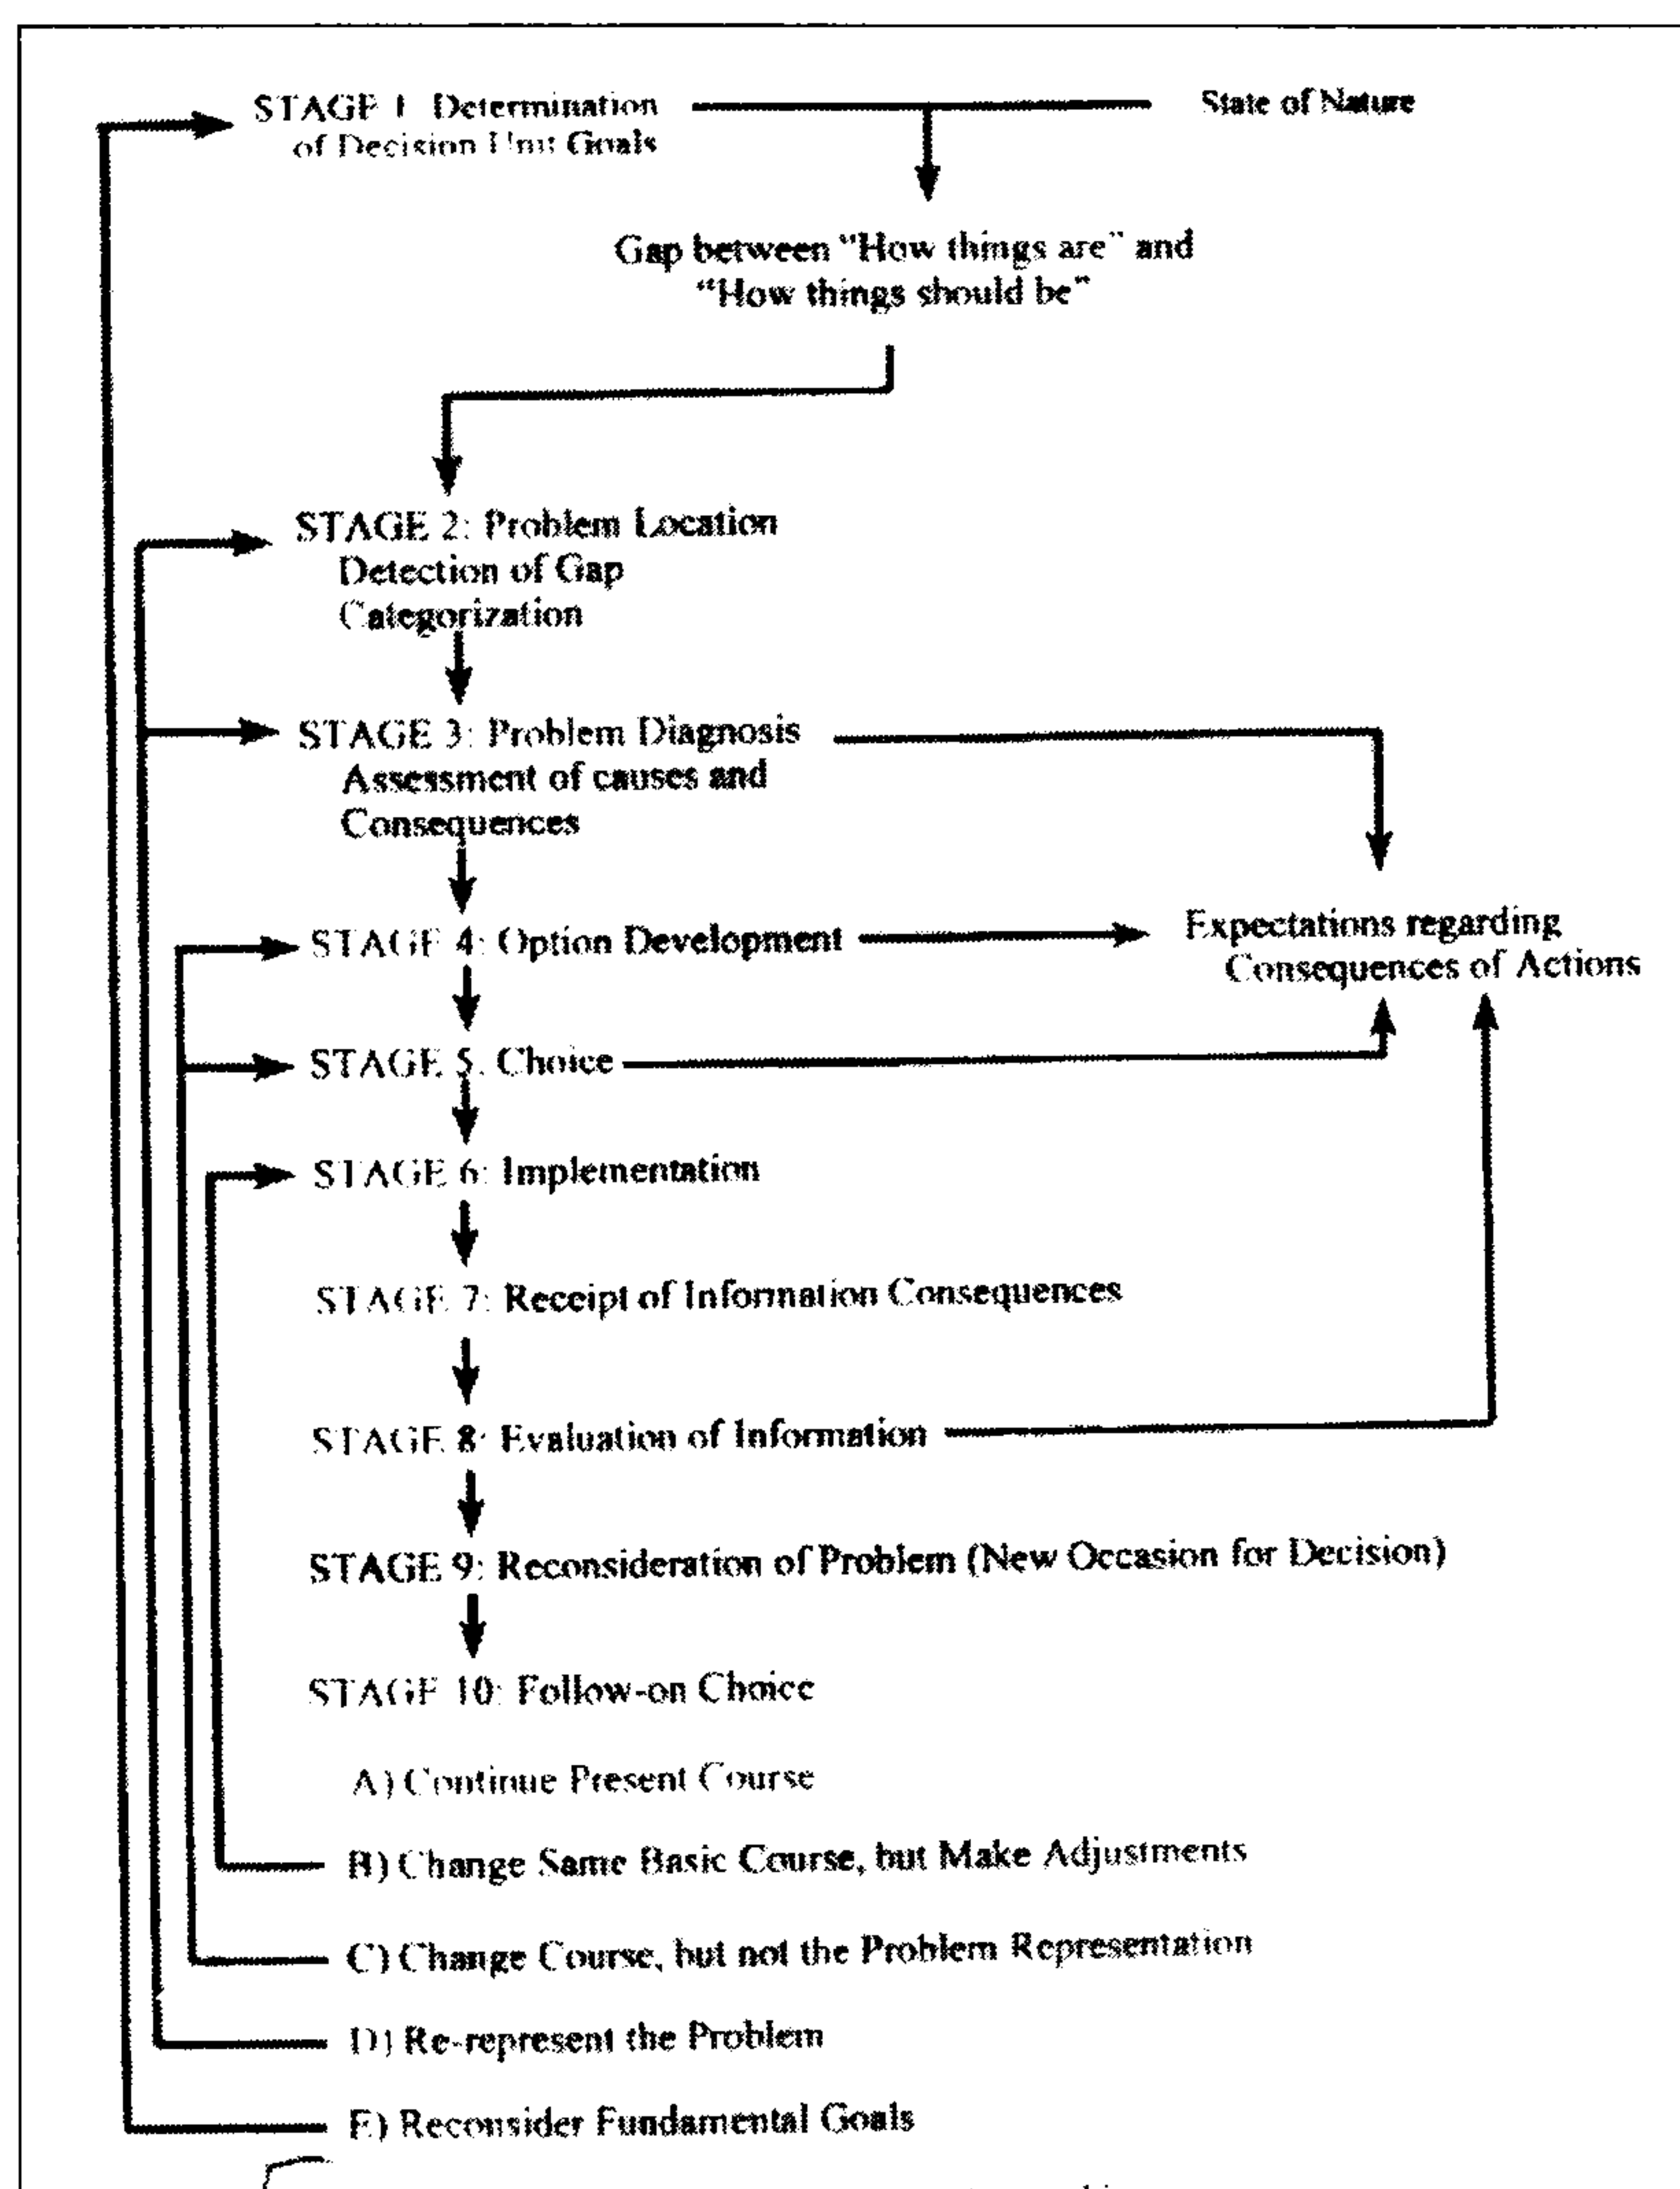 STAGE 1 Determination
of Decision Unit Goals
State of Nature
Gap between "How things are" and
"How things should be"
STAGE 2: Problem Location
Detection of Gap
Categorization
STAGE 3: Problem Diagnosis
Assessment of causes and
Consequences
STAGE 4: Option Development
Expectations regarding
Consequences of Actions
STAGE 5. Choice
STAGE 6: Implementation
STAGE 7: Receipt of Information Consequences
STAGE 8: Evaluation of Information
STAGE 9: Reconsideration of Problem (New Occasion for Decision)
STAGE 10: Follow-on Choice
A) Continue Present Course
B) Change Same Basic Course, but Make Adjustments
C) Change Course, but not the Problem Representation
D) Re-represent the Problem
E) Reconsider Fundamental Goals